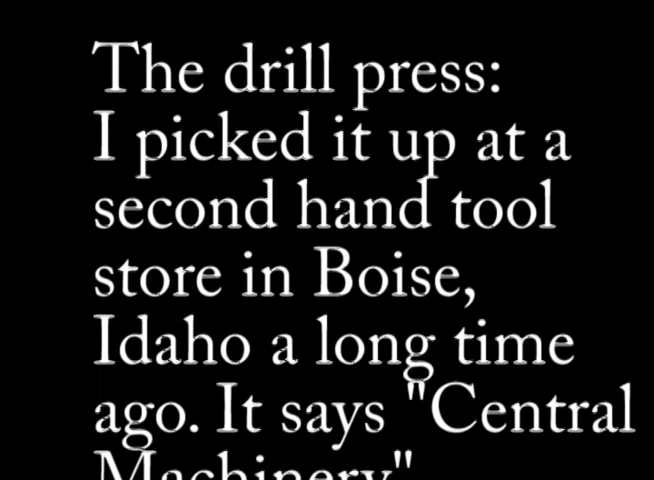 The drill press:
I picked it up at a
second hand tool
store in Boise,
Idaho a long time
ago. It says "Central
Machinery"